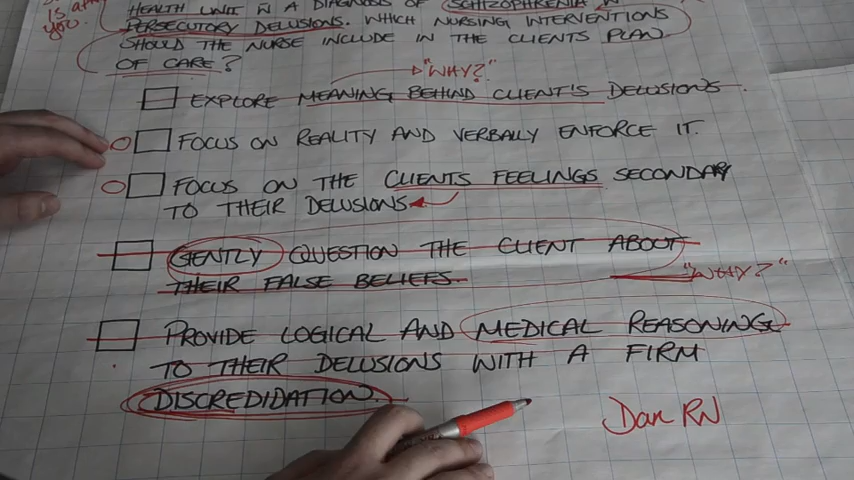 HEALTH UNIT W A DIAGNOSIS OF SCHIZOPHRENIA W
PERSECUTORY DELUSIONS. WHICH NURSING INTERVENTIONS
SHOULD THE NURSE INCLUDE IN THE CLIENTS PLAN
OF CARE?
"WHY?"
EXPLORE MEANING BEHIND CLIENT'S DELUSIONS.
FOCUS ON REALITY AND VERBALLY ENFORCE IT.
FOCUS ON THE CLIENTS FEELINGS SECONDARY
TO THEIR DELUSIONS
GENTLY QUESTION THE CLIENT ABOUT
THEIR FALSE BELIEFS.
"WHY?"
PROVIDE LOGICAL AND MEDICAL REASONING
TO THEIR DELUSIONS WITH A FIRM
DISCREDIDATION.
Dan RN
you